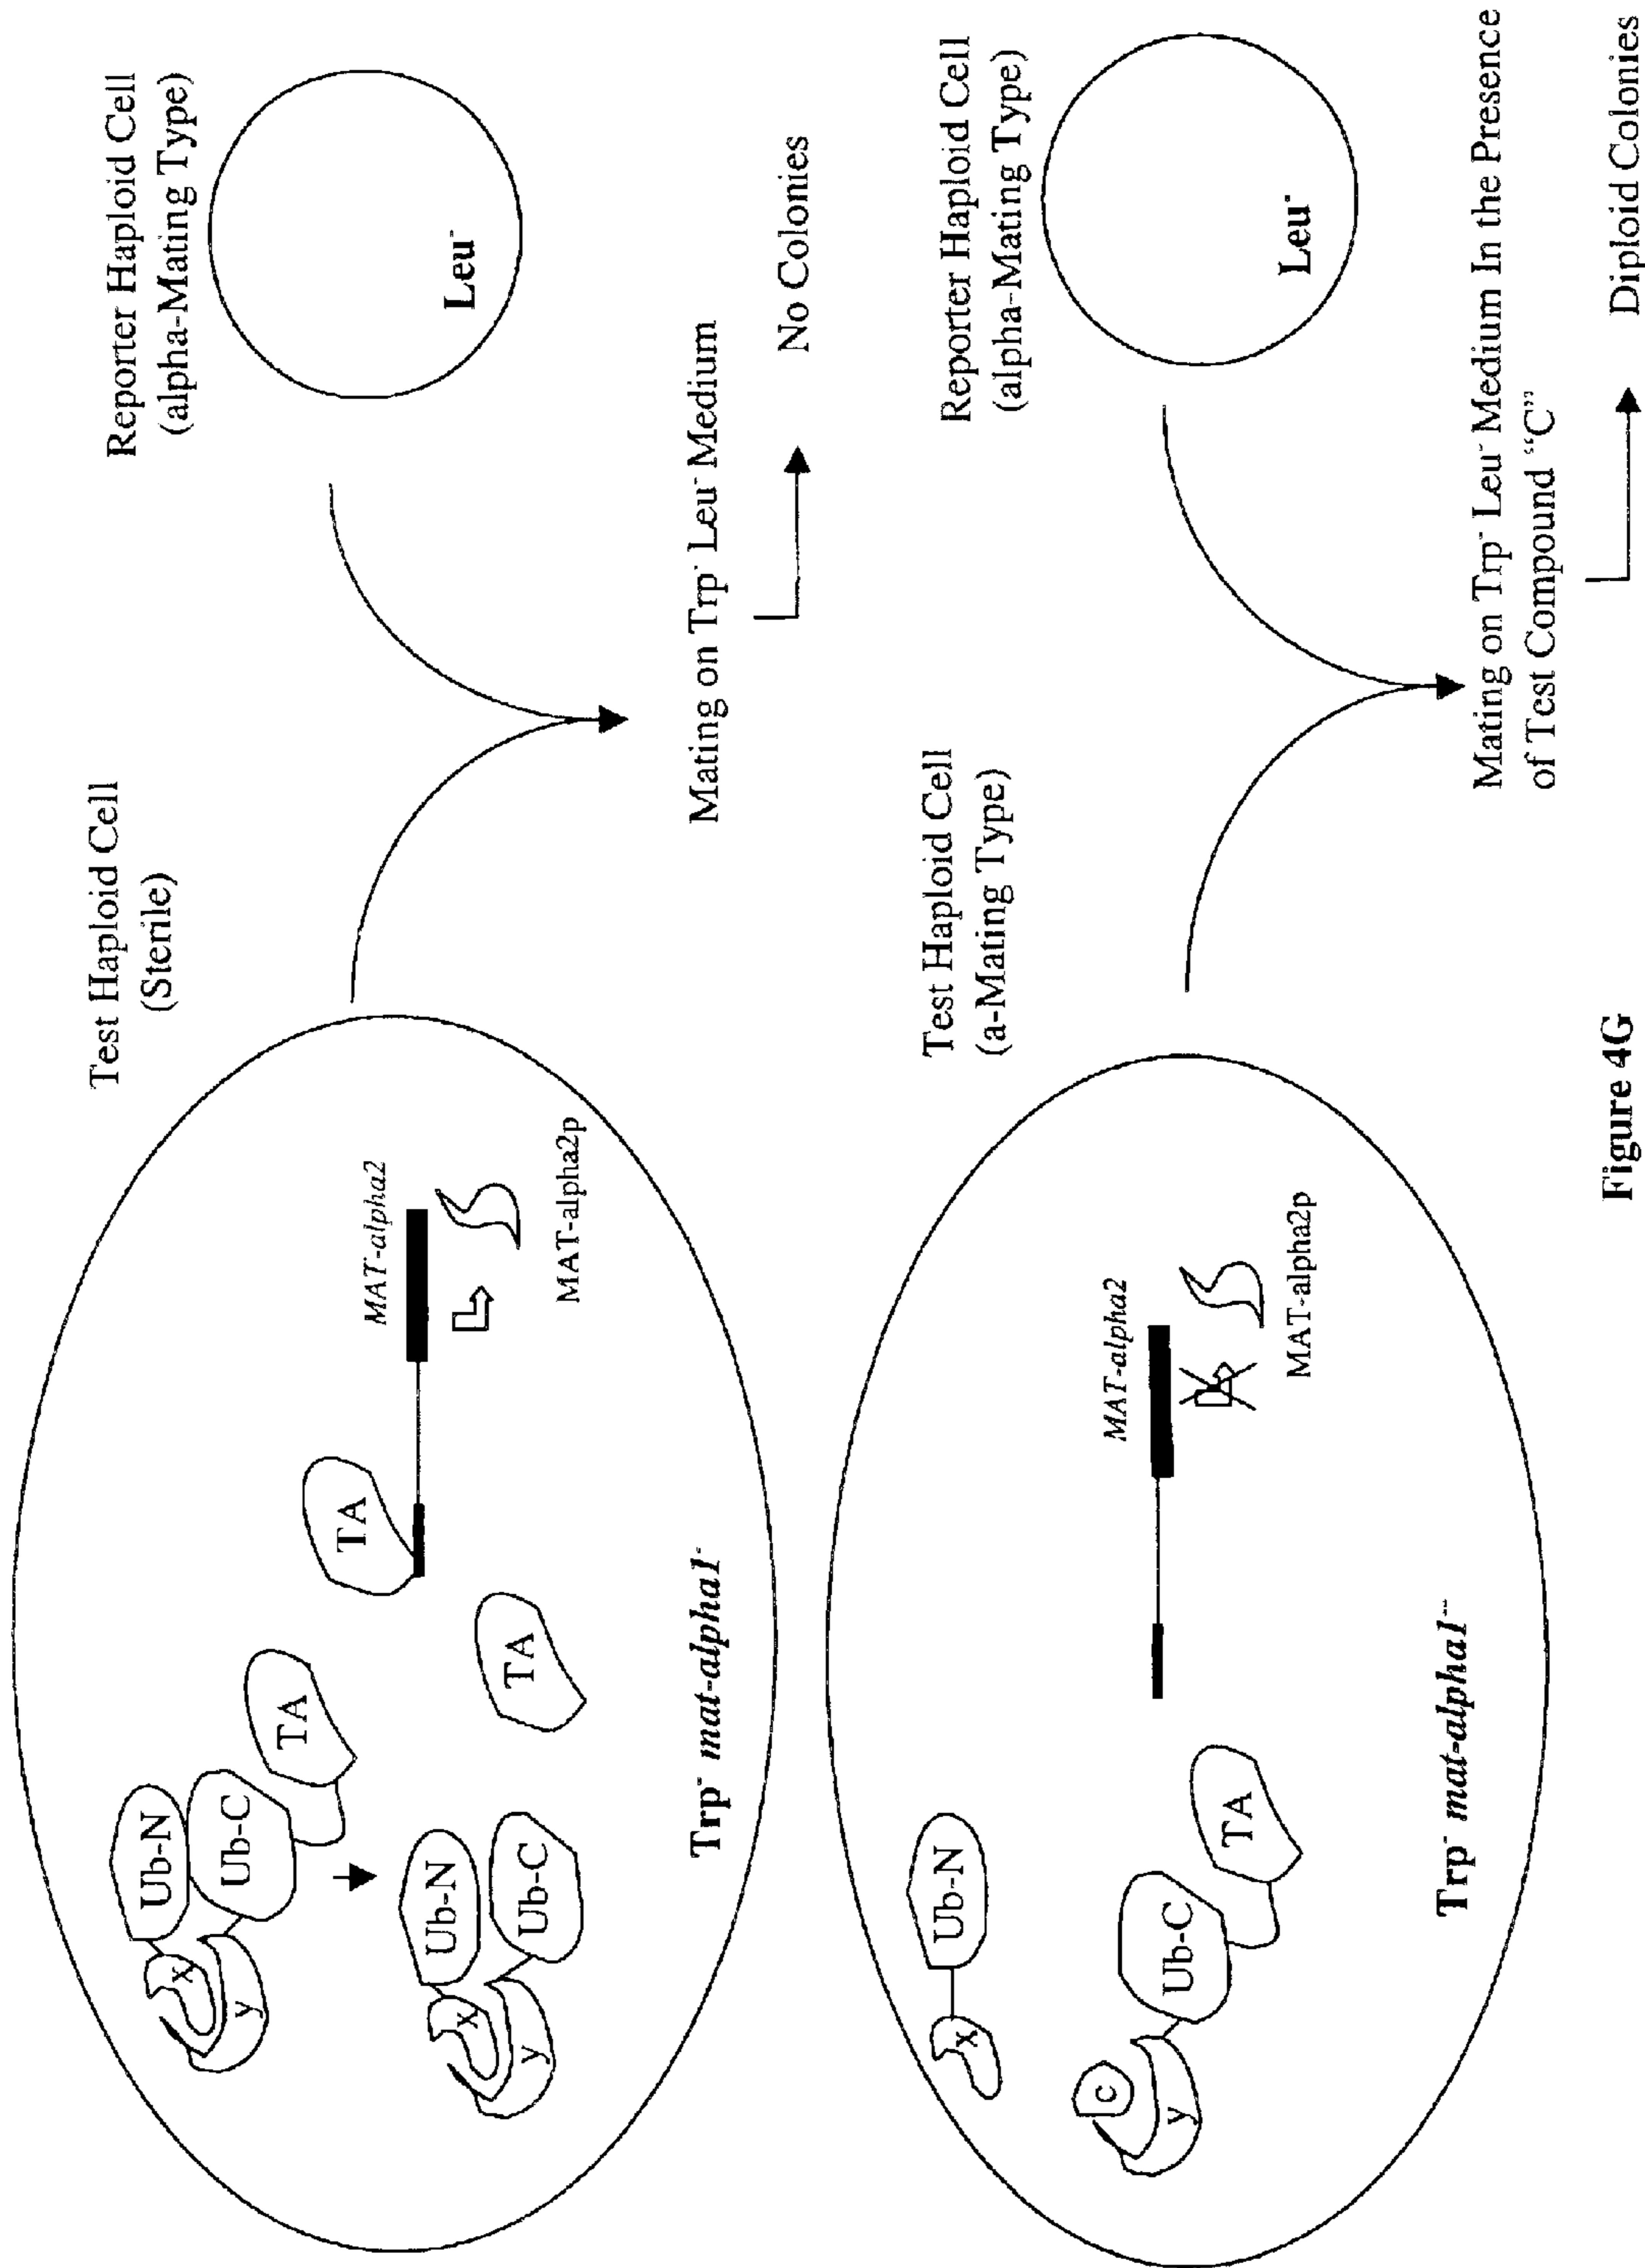 Test Haploid Cell
(Sterile)
Reporter Haploid Cell
(alpha-Mating Type)
Ub-N
x
Ub-C
y
TA
TA
MAT-alpha2
Ub-N
x
Ub-C
y
TA
MAT-alpha2p
Leu⁻
Trp⁻ mat-alpha1⁻
Mating on Trp⁻ Leu⁻ Medium
No Colonies
Test Haploid Cell
(a-Mating Type)
Reporter Haploid Cell
(alpha-Mating Type)
Ub-N
x
MAT-alpha2
c
Ub-C
y
TA
MAT-alpha2p
Leu⁻
Trp⁻ mat-alpha1⁻
Mating on Trp⁻ Leu⁻ Medium In the Presence
of Test Compound “C”
Diploid Colonies
Figure 4G